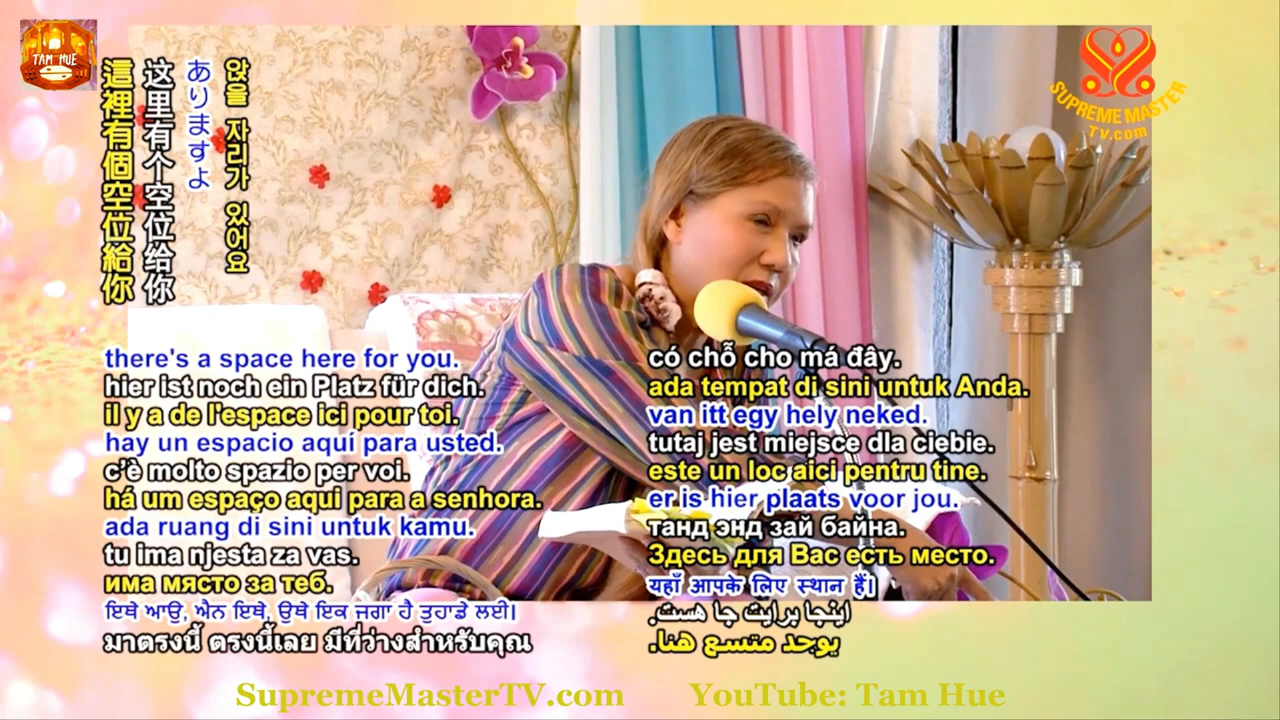 TAM HUE
SUPREME MASTER
TV.com
앉을 자리가 있어요
ありますよ
这里有个空位给你
這裡有個空位給你
there's a space here for you.
hier ist noch ein Platz für dich.
il y a de l'espace ici pour toi.
hay un espacio aquí para usted.
c'è molto spazio per voi.
há um espaço aqui para a senhora.
ada ruang di sini untuk kamu.
tu ima njesta za vas.
има място за теб.
ਇਥੇ ਆਉ, ਐਨ ਇਥੇ, ਉਥੇ ਇਕ ਜਗਾ ਹੈ ਤੁਹਾਡੇ ਲਈ।
มาตรงนี้ ตรงนี้เลย มีที่ว่างสำหรับคุณ
có chỗ cho má đây.
ada tempat di sini untuk Anda.
van itt egy hely neked.
tutaj jest miejsce dla ciebie.
este un loc aici pentru tine.
er is hier plaats voor jou.
танд энд зай байна.
Здесь для Вас есть место.
यहाँ आपके लिए स्थान हैं।
اینجا برایت جا هست.
يوجد متسع هنا.
SupremeMasterTV.com
YouTube: Tam Hue